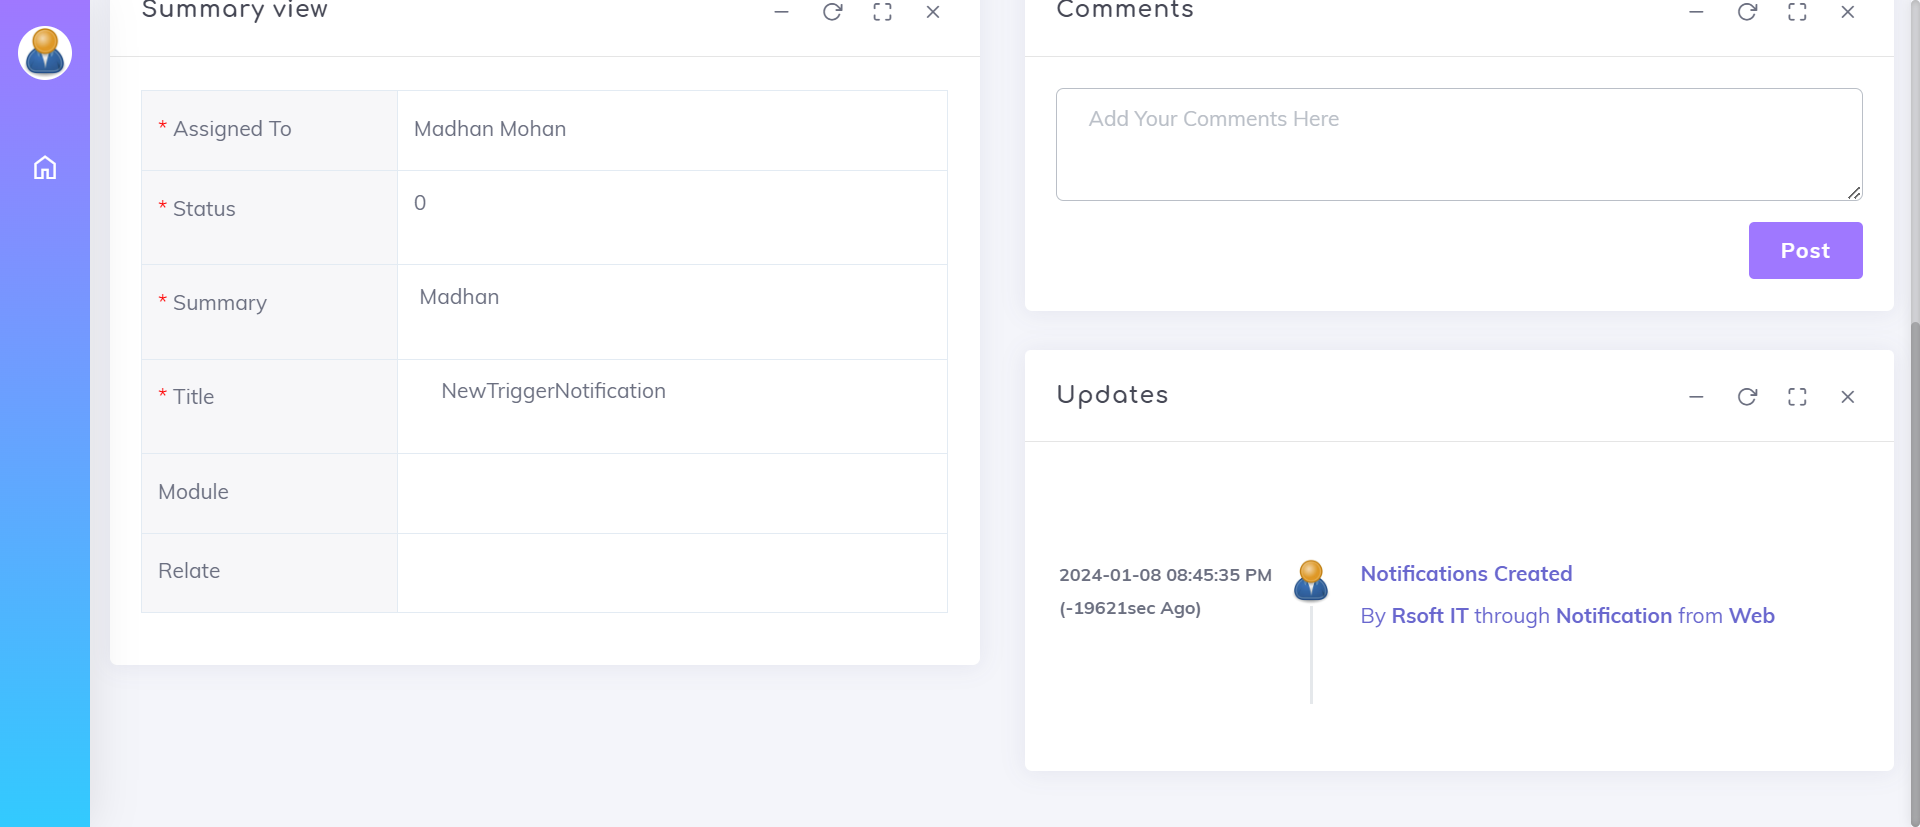 Summary view
* Assigned To
Madhan Mohan
* Status
0
* Summary
Madhan
* Title
NewTriggerNotification
Module
Relate
Comments
Add Your Comments Here
Post
Updates
2024-01-08 08:45:35 PM
(-19621sec Ago)
Notifications Created
By Rsoft IT through Notification from Web